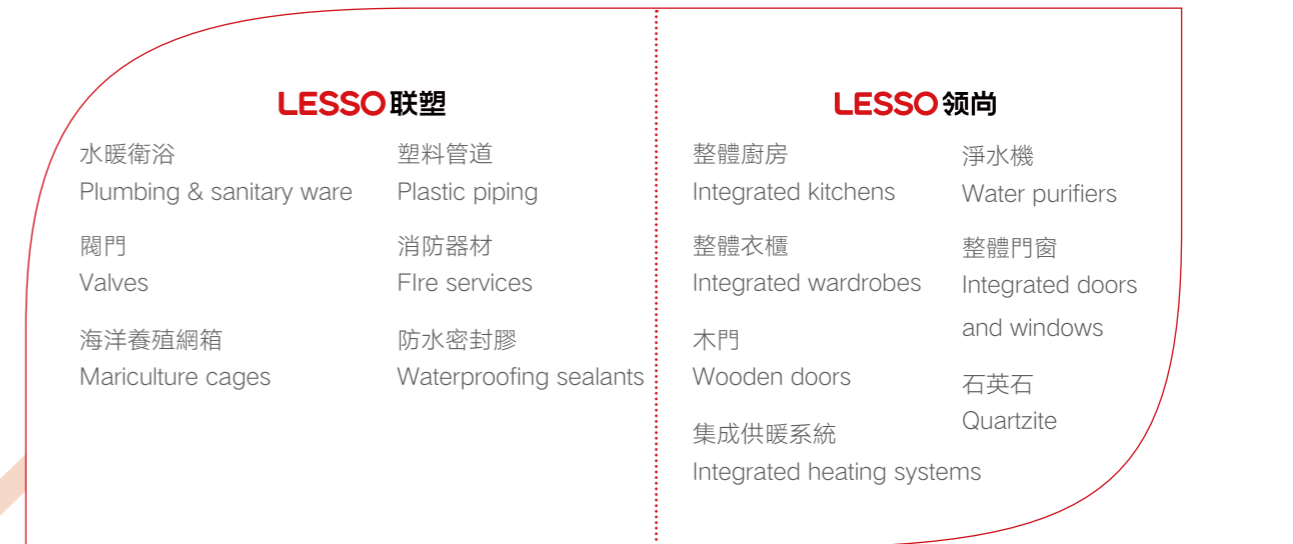 LESSO联塑
水暖衛浴
Plumbing & sanitary ware
閥門
Valves
海洋養殖網箱
Mariculture cages
塑料管道
Plastic piping
消防器材
FIre services
防水密封膠
Waterproofing sealants
LESSO领尚
整體廚房
Integrated kitchens
整體衣櫃
Integrated wardrobes
木門
Wooden doors
集成供暖系統
Integrated heating systems
淨水機
Water purifiers
整體門窗
Integrated doors
and windows
石英石
Quartzite